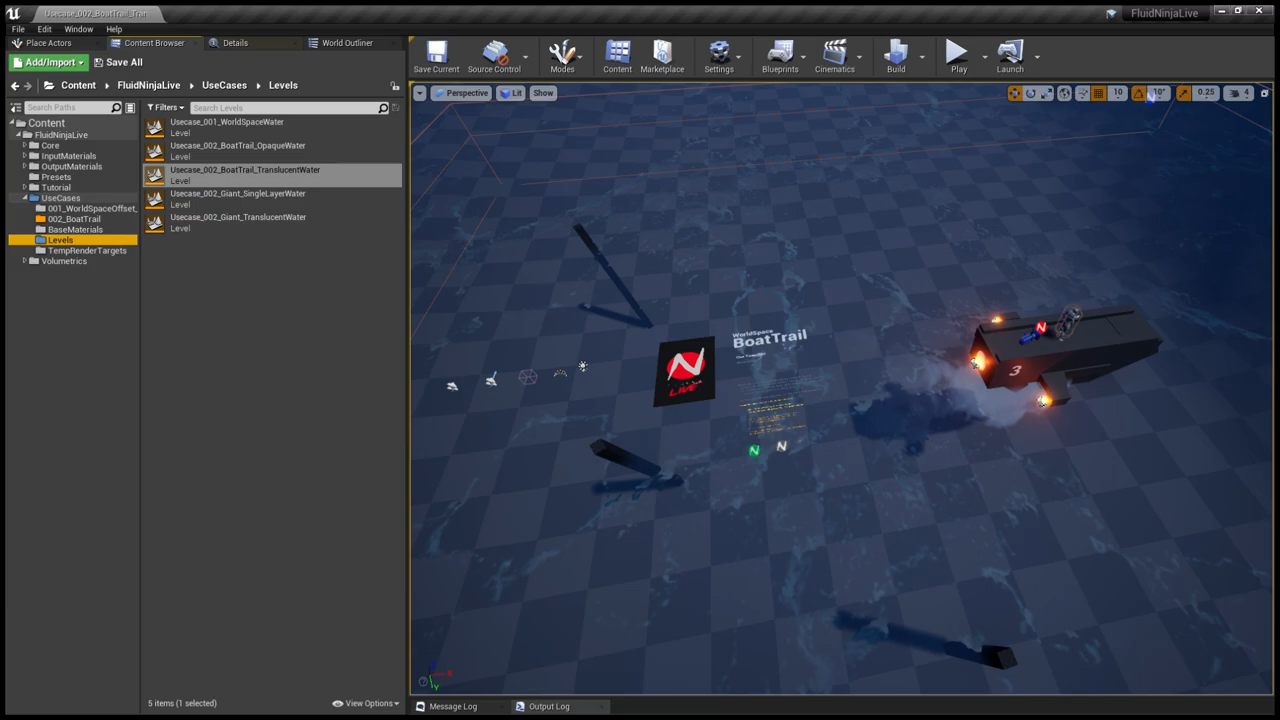 Usecase_002_BoatTrail_Tran
FluidNinjaLive
File Edit Window Help
Place Actors Content Browser Details World Outliner
Add/Import Save All
Content FluidNinjaLive UseCases Levels
Search Paths
Filters Search Levels
Content
FluidNinjaLive
Core
InputMaterials
OutputMaterials
Presets
Tutorial
UseCases
001_WorldSpaceOffset_
002_BoatTrail
BaseMaterials
Levels
TempRenderTargets
Volumetrics
Usecase_001_WorldSpaceWater
Level
Usecase_002_BoatTrail_OpaqueWater
Level
Usecase_002_BoatTrail_TranslucentWater
Level
Usecase_002_Giant_SingleLayerWater
Level
Usecase_002_Giant_TranslucentWater
Level
5 items (1 selected) View Options
Save Current Source Control Modes Content Marketplace Settings Blueprints Cinematics Build Play Launch
Perspective Lit Show
10 10° 0.25 4
WorldSpace
BoatTrail
N
LIVE
N N
N
3
X
Y
Message Log Output Log